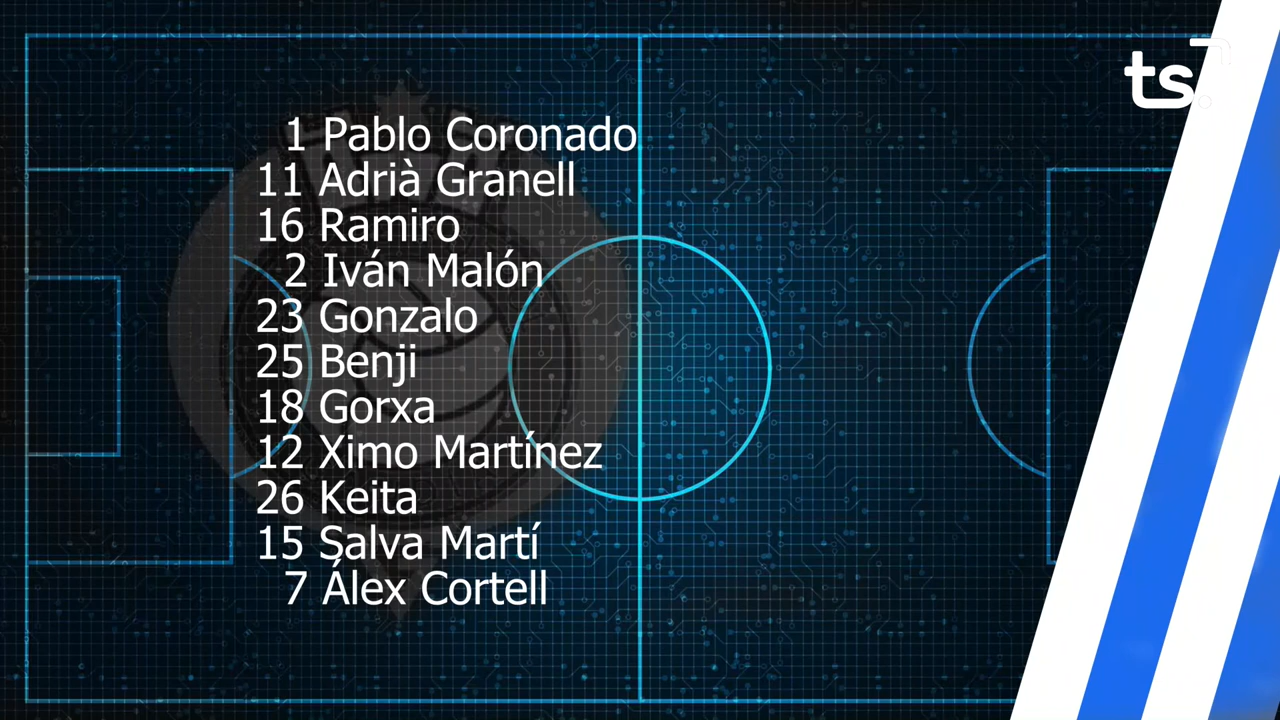 ts
1 Pablo Coronado
11 Adrià Granell
16 Ramiro
2 Iván Malón
23 Gonzalo
25 Benji
18 Gorxa
12 Ximo Martínez
26 Keita
15 Salva Martí
7 Álex Cortell